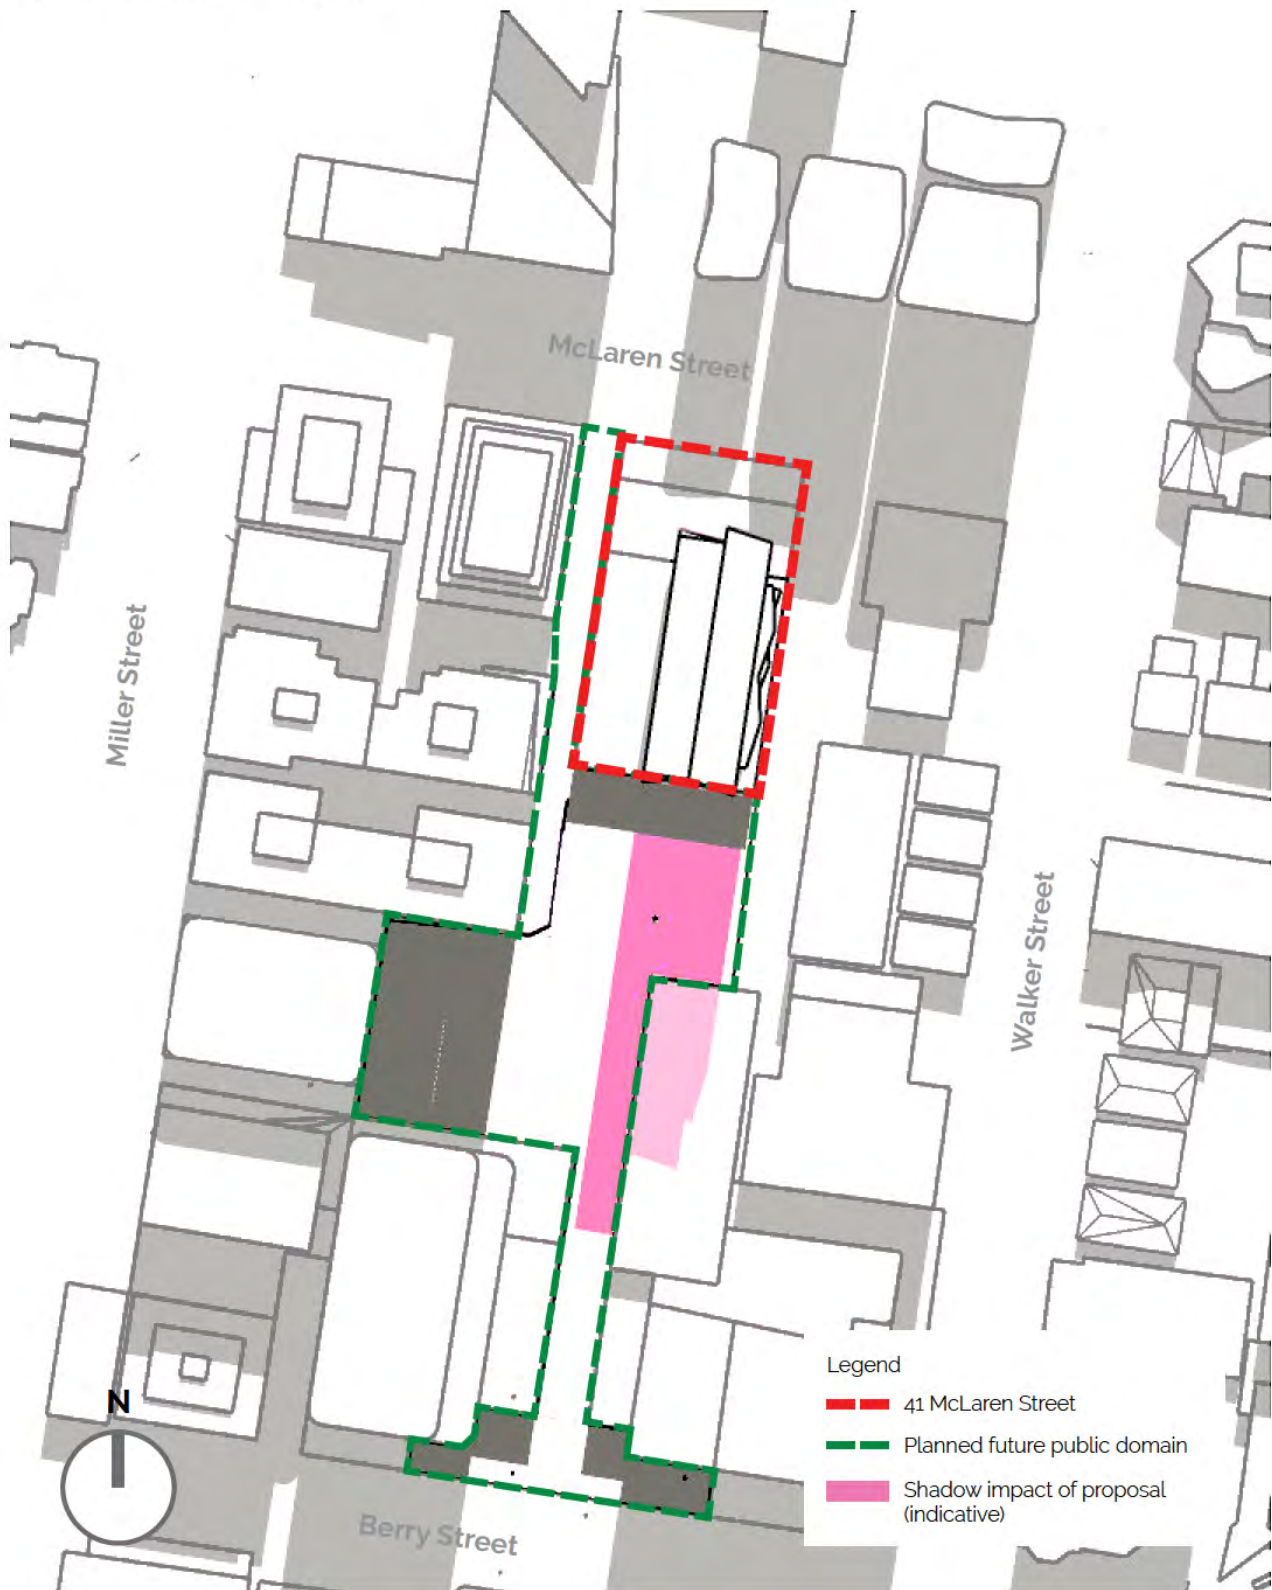 McLaren Street
Miller Street
Walker Street
Legend
41 McLaren Street
Planned future public domain
Shadow impact of proposal
(indicative)
N
Berry Street